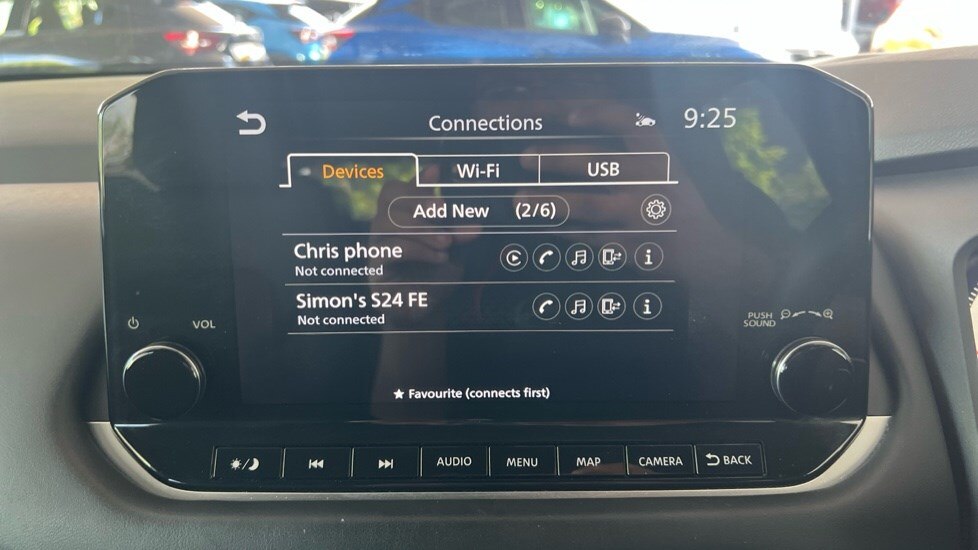 Connections 9:25
Devices Wi-Fi USB
Add New (2/6)
Chris phone
Not connected
Simon's S24 FE
Not connected
VOL
PUSH
SOUND
★ Favourite (connects first)
AUDIO MENU MAP CAMERA BACK